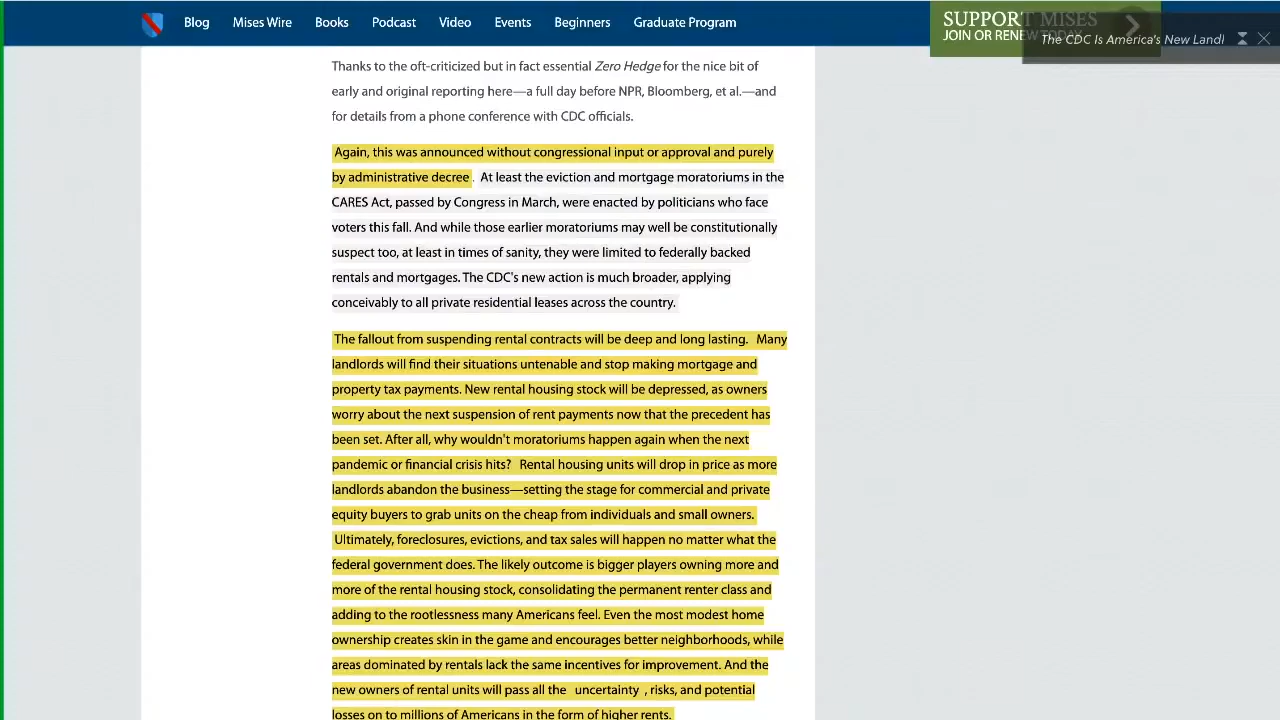 Blog Mises Wire Books Podcast Video Events Beginners Graduate Program
SUPPORT MISES
JOIN OR RENEW TODAY
The CDC Is America's New Landl
Thanks to the oft-criticized but in fact essential Zero Hedge for the nice bit of
early and original reporting here—a full day before NPR, Bloomberg, et al.—and
for details from a phone conference with CDC officials.
Again, this was announced without congressional input or approval and purely
by administrative decree. At least the eviction and mortgage moratoriums in the
CARES Act, passed by Congress in March, were enacted by politicians who face
voters this fall. And while those earlier moratoriums may well be constitutionally
suspect too, at least in times of sanity, they were limited to federally backed
rentals and mortgages. The CDC's new action is much broader, applying
conceivably to all private residential leases across the country.
The fallout from suspending rental contracts will be deep and long lasting. Many
landlords will find their situations untenable and stop making mortgage and
property tax payments. New rental housing stock will be depressed, as owners
worry about the next suspension of rent payments now that the precedent has
been set. After all, why wouldn't moratoriums happen again when the next
pandemic or financial crisis hits? Rental housing units will drop in price as more
landlords abandon the business—setting the stage for commercial and private
equity buyers to grab units on the cheap from individuals and small owners.
Ultimately, foreclosures, evictions, and tax sales will happen no matter what the
federal government does. The likely outcome is bigger players owning more and
more of the rental housing stock, consolidating the permanent renter class and
adding to the rootlessness many Americans feel. Even the most modest home
ownership creates skin in the game and encourages better neighborhoods, while
areas dominated by rentals lack the same incentives for improvement. And the
new owners of rental units will pass all the uncertainty , risks, and potential
losses on to millions of Americans in the form of higher rents.